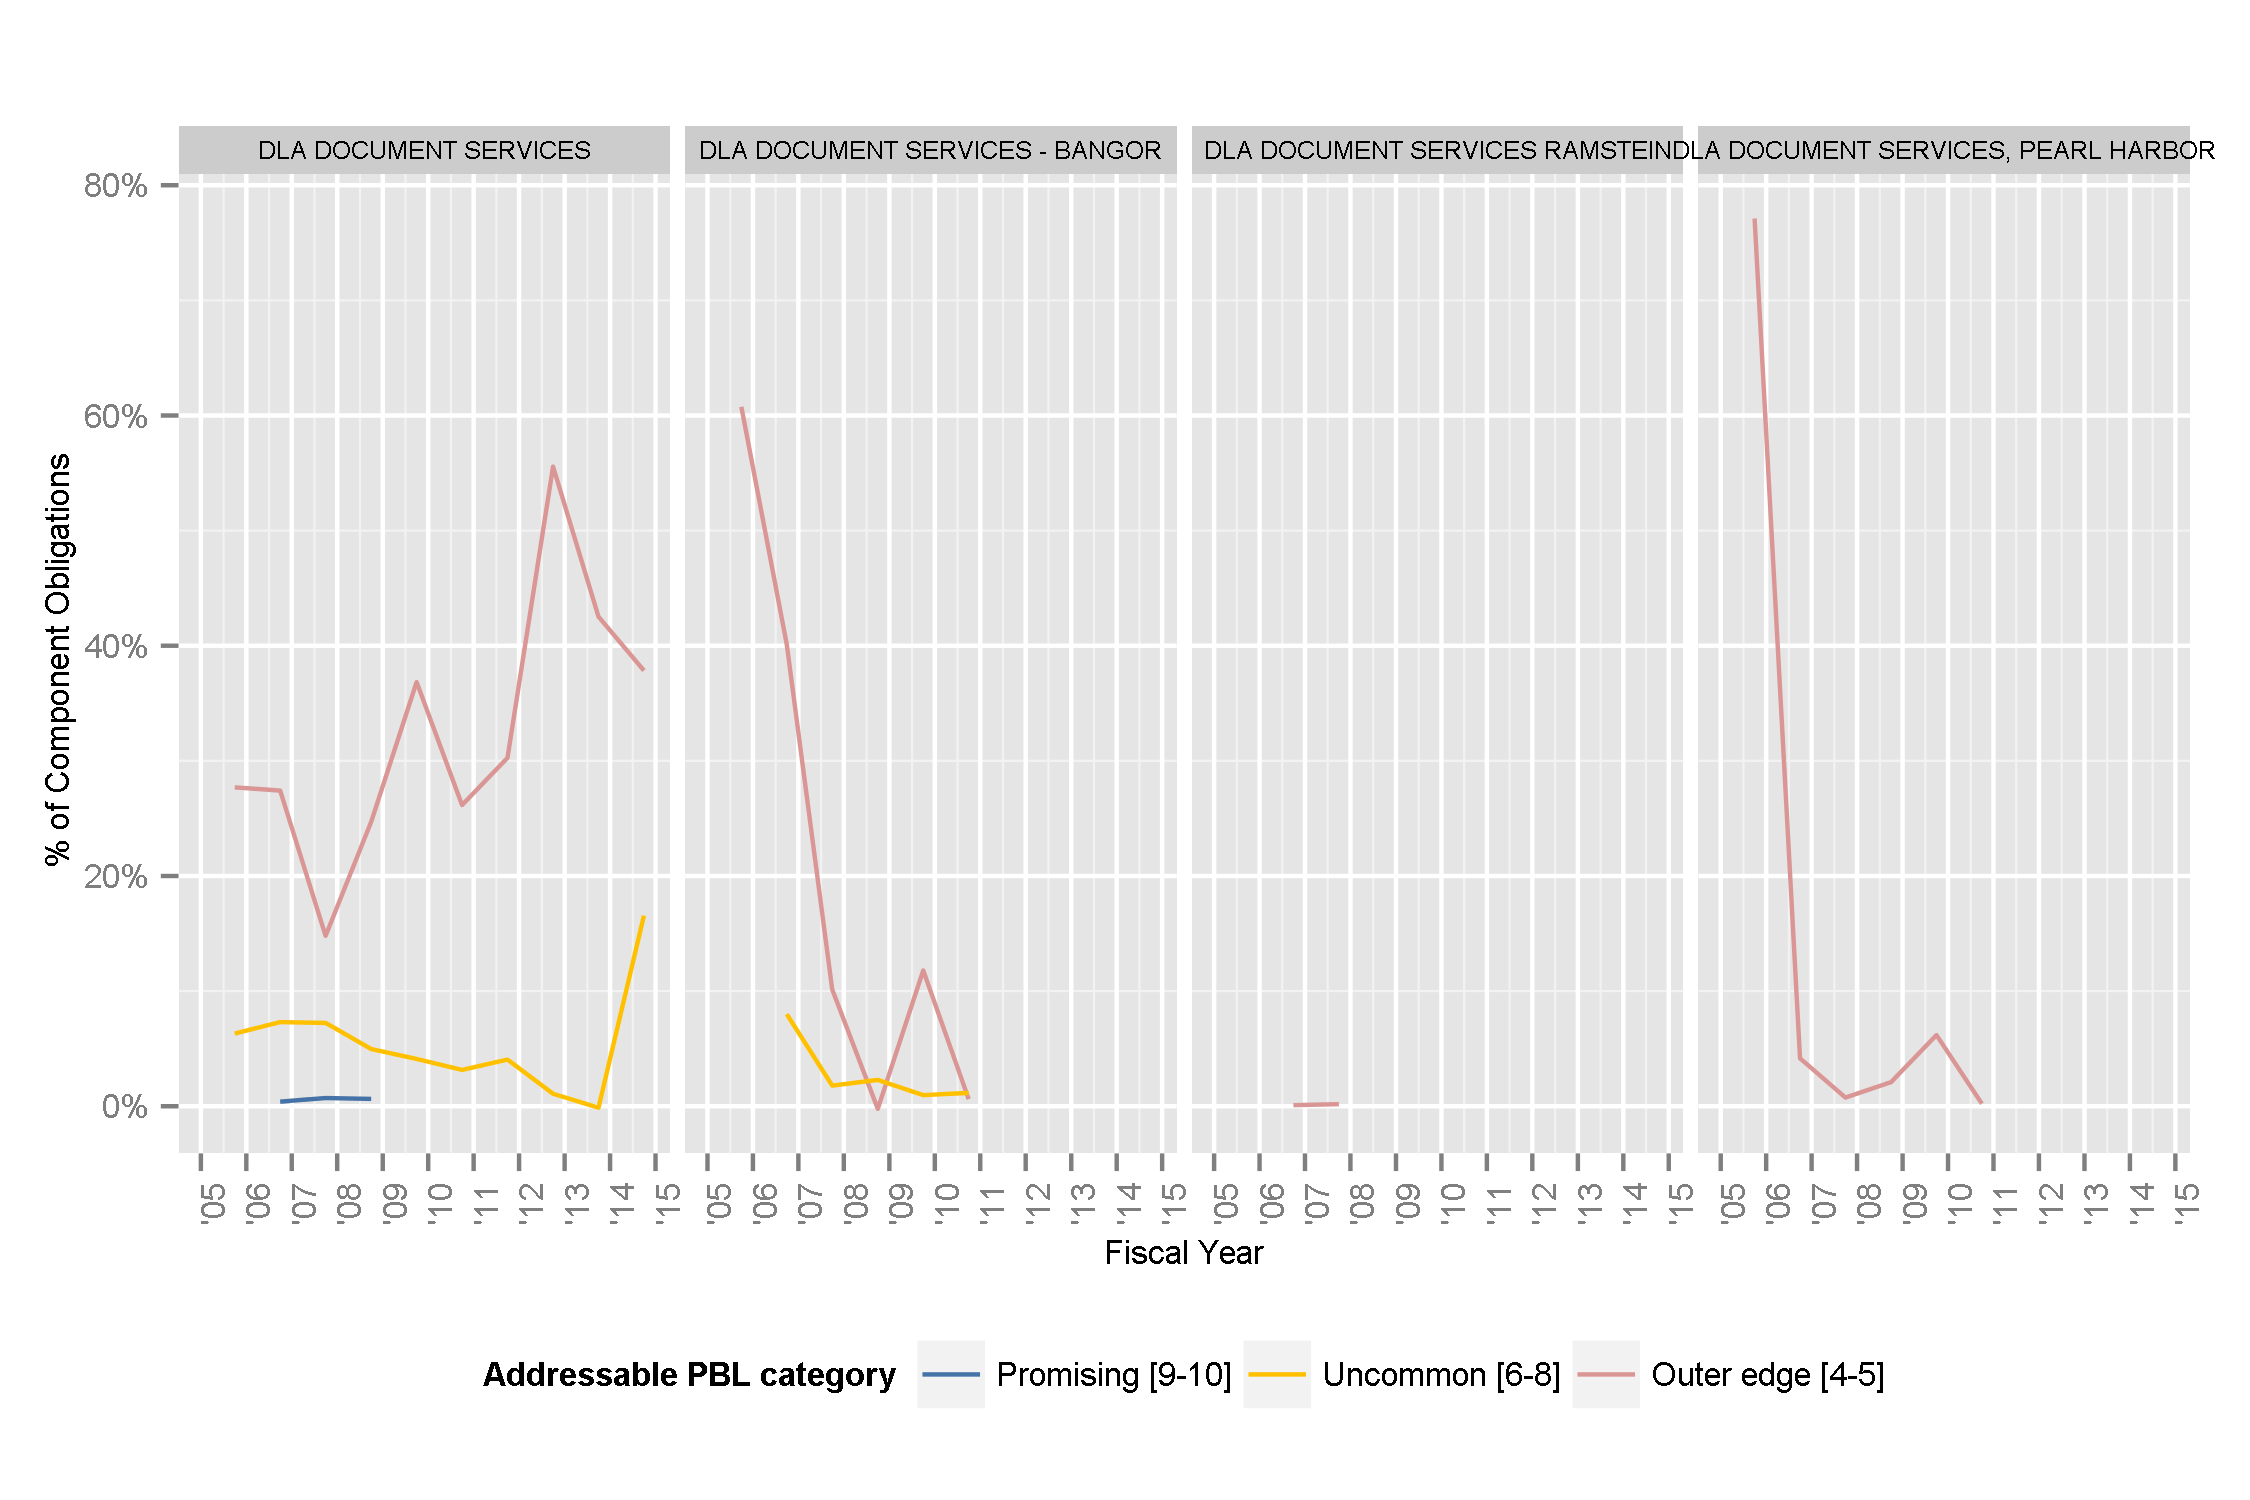 DLA DOCUMENT SERVICES
DLA DOCUMENT SERVICES - BANGOR
DLA DOCUMENT SERVICES RAMSTEIN
DLA DOCUMENT SERVICES, PEARL HARBOR
80%
60%
40%
20%
0%
% of Component Obligations
'05 '06 '07 '08 '09 '10 '11 '12 '13 '14 '15
'05 '06 '07 '08 '09 '10 '11 '12 '13 '14 '15
'05 '06 '07 '08 '09 '10 '11 '12 '13 '14 '15
'05 '06 '07 '08 '09 '10 '11 '12 '13 '14 '15
Fiscal Year
Addressable PBL category Promising [9-10] Uncommon [6-8] Outer edge [4-5]